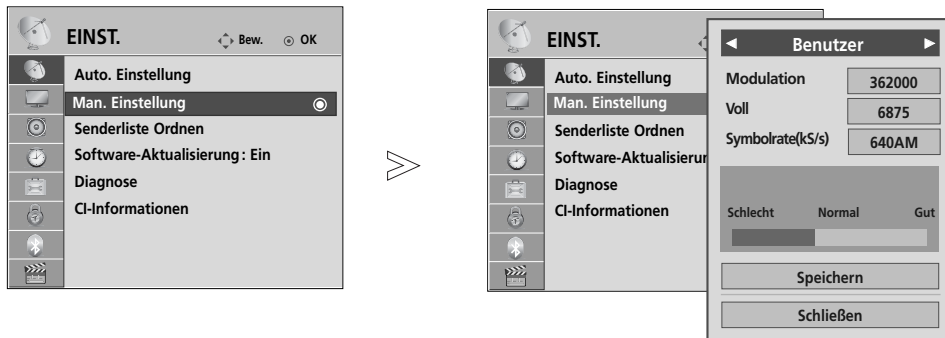 EINST.
Bew.
OK
Auto. Einstellung
Man. Einstellung
Senderliste Ordnen
Software-Aktualisierung : Ein
Diagnose
CI-Informationen
EINST.
Auto. Einstellung
Man. Einstellung
Senderliste Ordnen
Software-Aktualisierun
Diagnose
CI-Informationen
Benutzer
Modulation 362000
Voll 6875
Symbolrate(kS/s) 640AM
Schlecht Normal Gut
Speichern
Schließen